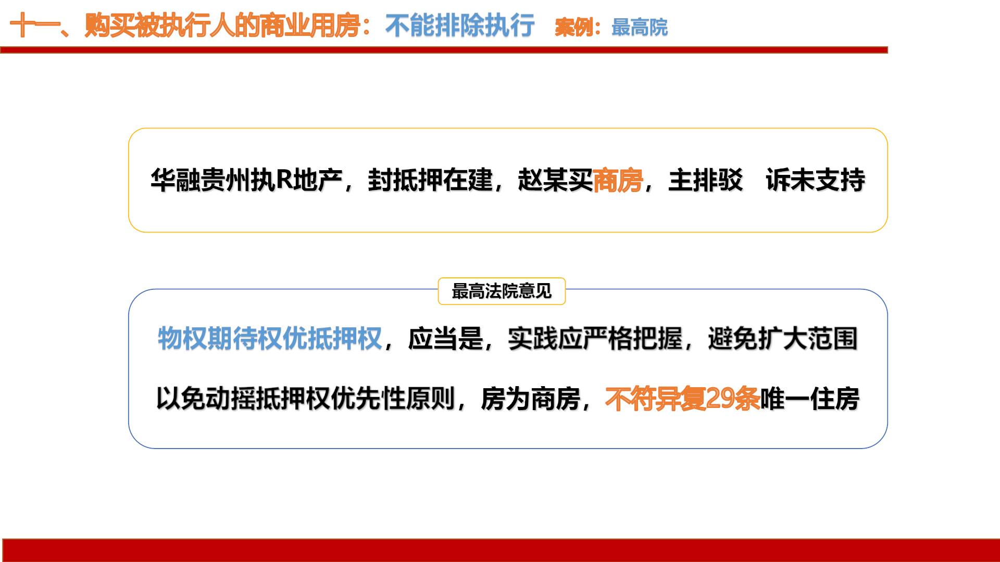 十一、购买被执行人的商业用房：不能排除执行 案例：最高院
华融贵州执R地产，封抵押在建，赵某买商房，主排驳 诉未支持
最高法院意见
物权期待权优抵押权，应当是，实践应严格把握，避免扩大范围
以免动摇抵押权优先性原则，房为商房，不符异复29条唯一住房